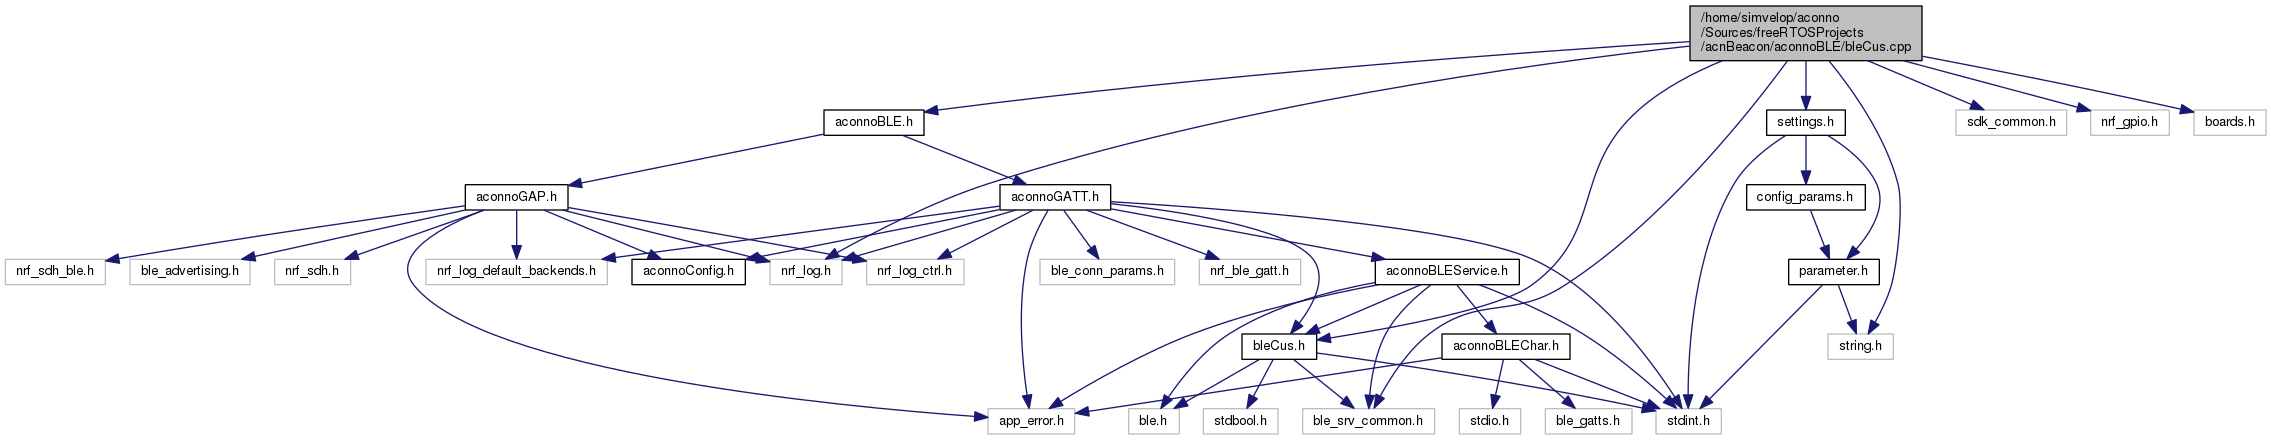 /home/simvelop/aconno
/Sources/freeRTOSProjects
/acnBeacon/aconnoBLE/bleCus.cpp
aconnoBLE.h
settings.h
sdk_common.h
nrf_gpio.h
boards.h
aconnoGAP.h
aconnoGATT.h
config_params.h
nrf_sdh_ble.h
ble_advertising.h
nrf_sdh.h
nrf_log_default_backends.h
aconnoConfig.h
nrf_log.h
nrf_log_ctrl.h
ble_conn_params.h
nrf_ble_gatt.h
aconnoBLEService.h
parameter.h
bleCus.h
aconnoBLEChar.h
string.h
app_error.h
ble.h
stdbool.h
ble_srv_common.h
stdio.h
ble_gatts.h
stdint.h